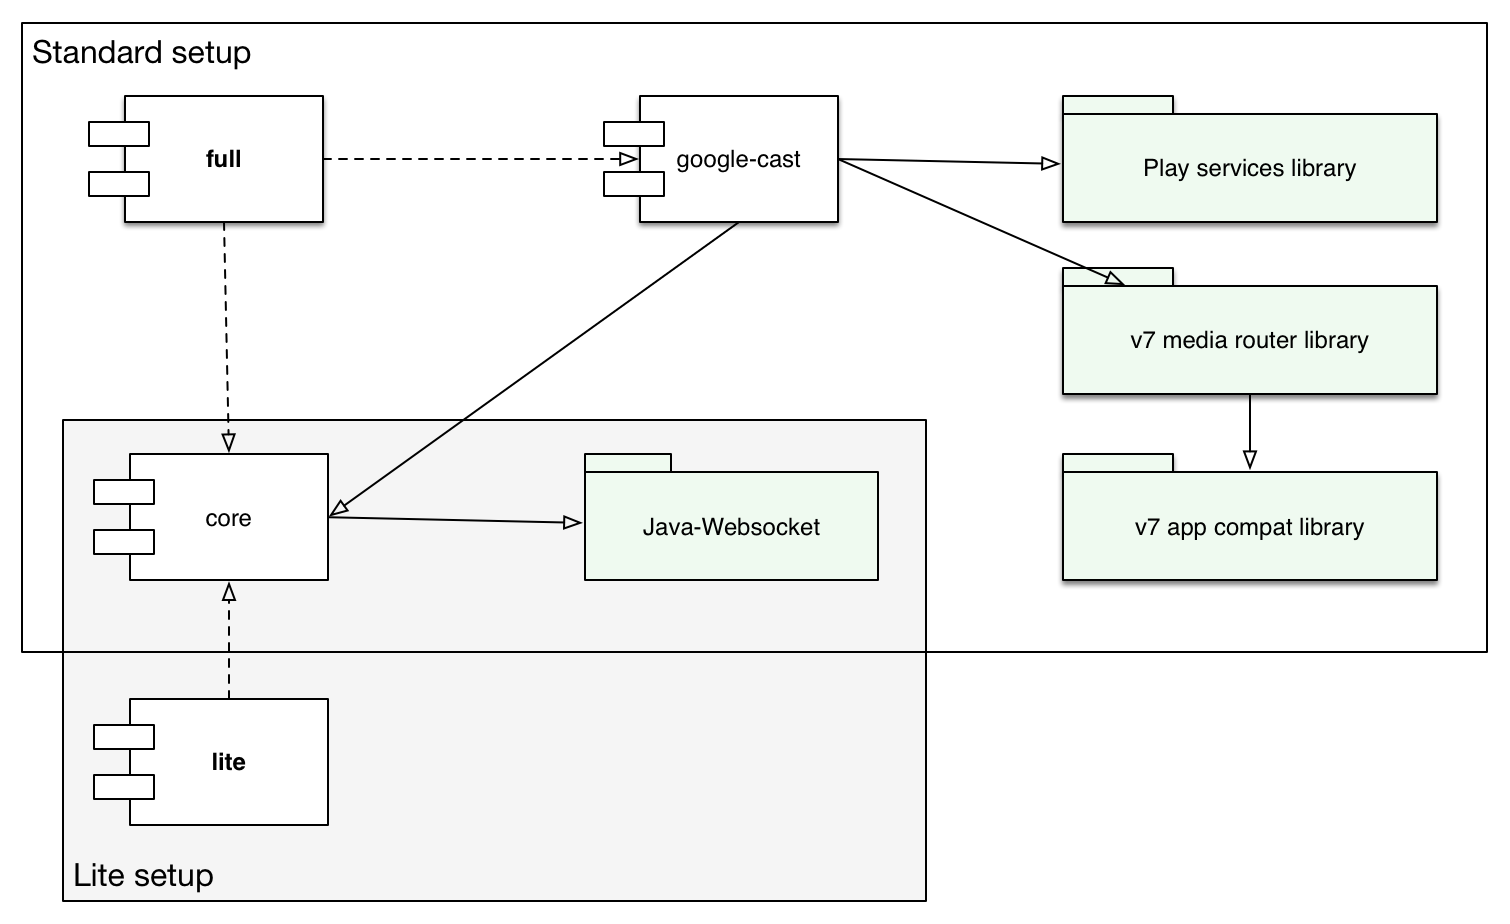 Standard setup
full
google-cast
Play services library
v7 media router library
core
Java-Websocket
v7 app compat library
lite
Lite setup